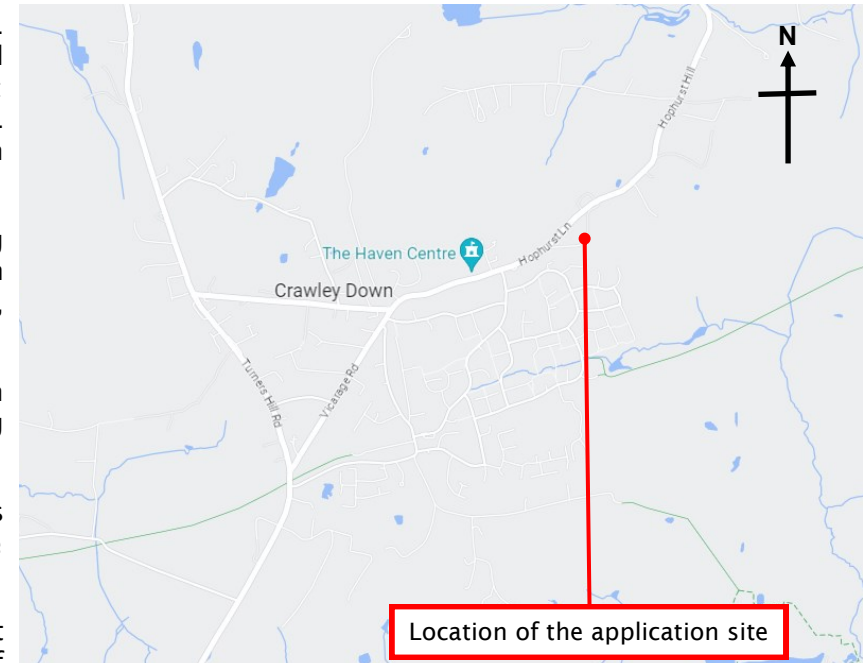 N
Hophurst Hill
Hophurst Ln
The Haven Centre
Crawley Down
Turners Hill Rd
Vicarage Rd
Location of the application site